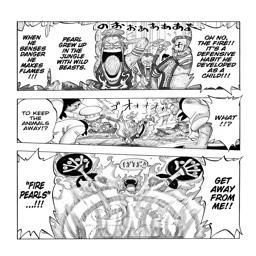 OH NO,
THE FIRE!!
IT'S A
DEFENSIVE
HABIT HE
DEVELOPED
AS A
CHILD!!!
PEARL
GREW UP
IN THE
JUNGLE WITH
WILD
BEASTS.
WHEN
HE
SENSES
DANGER
HE
MAKES
FLAMES
!!!
WHAT
!!?
TO KEEP
THE
ANIMALS
AWAY!?
GET
AWAY
FROM
ME!!
"FIRE
PEARLS"
...!!!